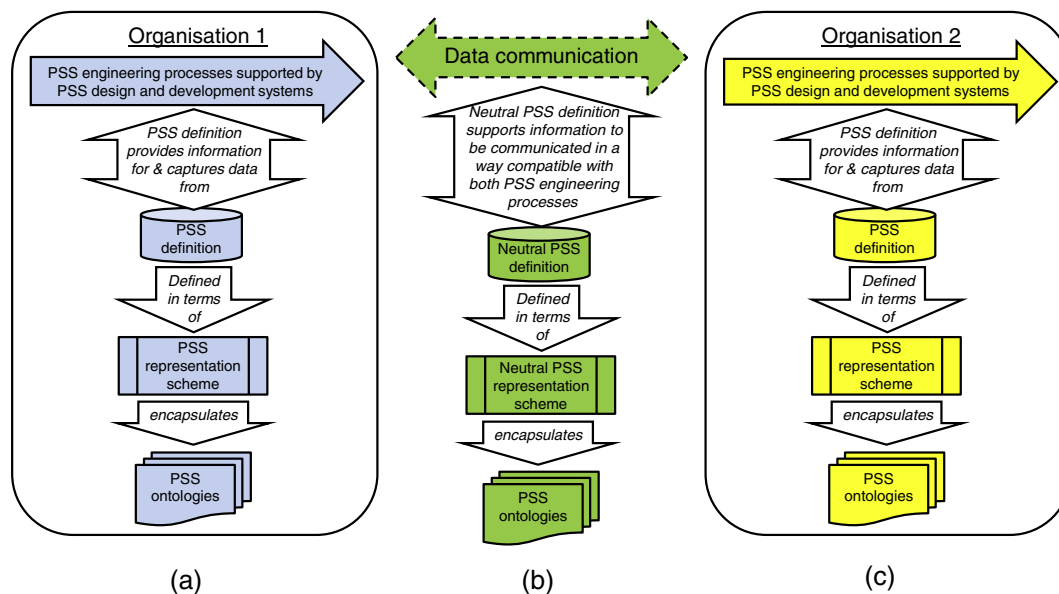 Organisation 1
PSS engineering processes supported by
PSS design and development systems
PSS definition
provides information
for & captures data
from
PSS
definition
Defined
in terms
of
PSS
representation
scheme
encapsulates
PSS
ontologies
(a)
Data communication
Neutral PSS definition
supports information to
be communicated in a
way compatible with
both PSS engineering
processes
Neutral PSS
definition
Defined
in terms
of
Neutral PSS
representation
scheme
encapsulates
PSS
ontologies
(b)
Organisation 2
PSS engineering processes supported by
PSS design and development systems
PSS definition
provides information
for & captures data
from
PSS
definition
Defined
in terms
of
PSS
representation
scheme
encapsulates
PSS
ontologies
(c)